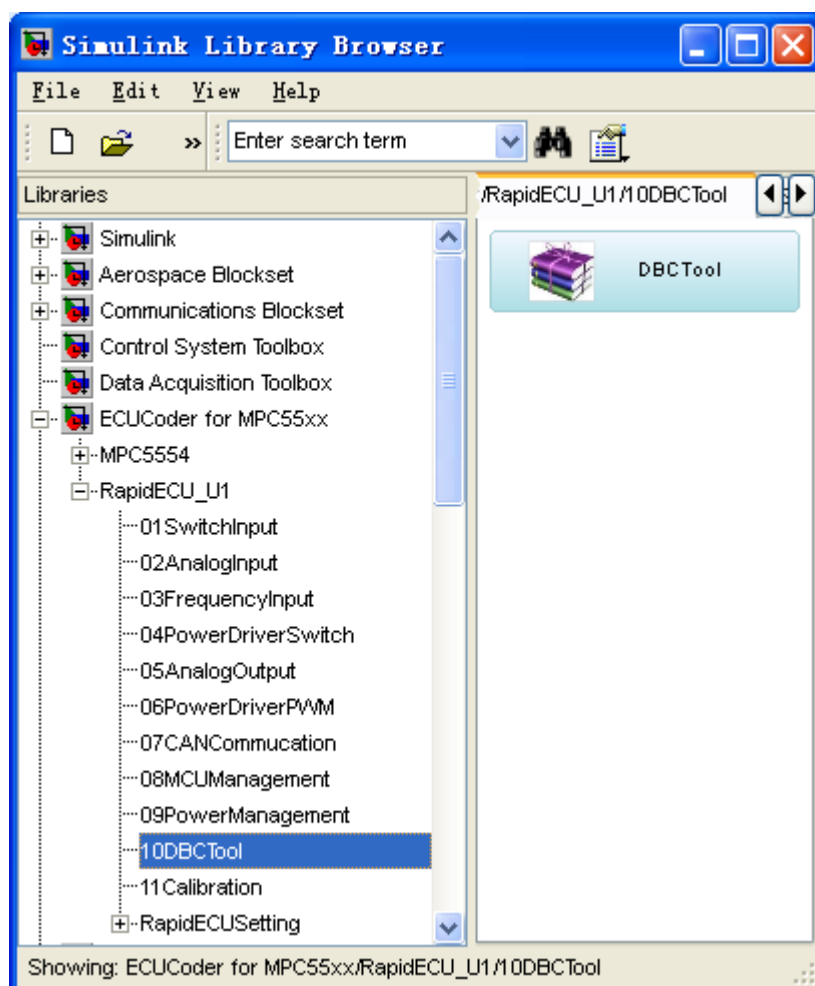 Simulink Library Browser
File Edit View Help
» Enter search term
Libraries
/RapidECU_U1/10DBCTool
Simulink
Aerospace Blockset
Communications Blockset
Control System Toolbox
Data Acquisition Toolbox
ECUCoder for MPC55xx
MPC5554
RapidECU_U1
01SwitchInput
02AnalogInput
03FrequencyInput
04PowerDriverSwitch
05AnalogOutput
06PowerDriverPWM
07CANCommucation
08MCUManagement
09PowerManagement
10DBCTool
11Calibration
RapidECUSetting
DBCTool
Showing: ECUCoder for MPC55xx/RapidECU_U1/10DBCTool